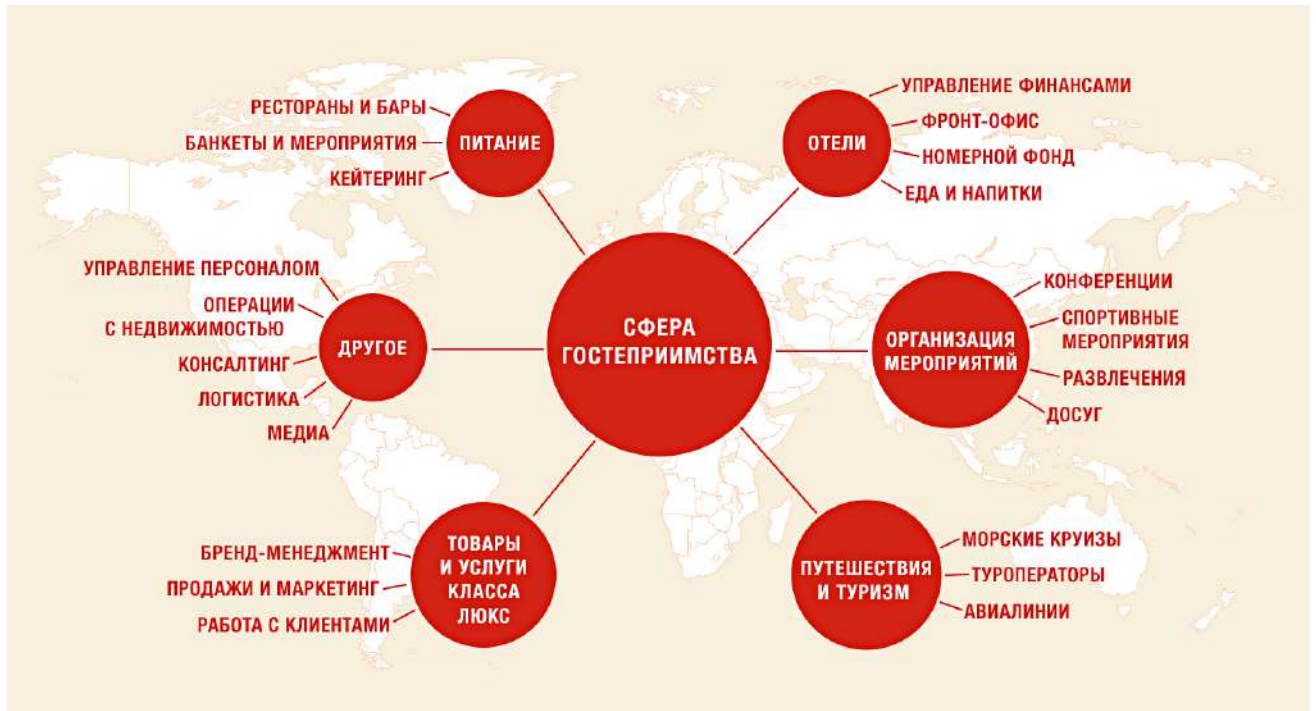 РЕСТОРАНЫ И БАРЫ
БАНКЕТЫ И МЕРОПРИЯТИЯ
КЕЙТЕРИНГ
ПИТАНИЕ
ОТЕЛИ
УПРАВЛЕНИЕ ФИНАНСАМИ
ФРОНТ-ОФИС
НОМЕРНОЙ ФОНД
ЕДА И НАПИТКИ
УПРАВЛЕНИЕ ПЕРСОНАЛОМ
ОПЕРАЦИИ
С НЕДВИЖИМОСТЬЮ
КОНСАЛТИНГ
ЛОГИСТИКА
МЕДИА
ДРУГОЕ
СФЕРА
ГОСТЕПРИИМСТВА
ОРГАНИЗАЦИЯ
МЕРОПРИЯТИЙ
КОНФЕРЕНЦИИ
СПОРТИВНЫЕ
МЕРОПРИЯТИЯ
РАЗВЛЕЧЕНИЯ
ДОСУГ
БРЕНД-МЕНЕДЖМЕНТ
ПРОДАЖИ И МАРКЕТИНГ
РАБОТА С КЛИЕНТАМИ
ТОВАРЫ
И УСЛУГИ
КЛАССА
ЛЮКС
ПУТЕШЕСТВИЯ
И ТУРИЗМ
МОРСКИЕ КРУИЗЫ
ТУРОПЕРАТОРЫ
АВИАЛИНИИ